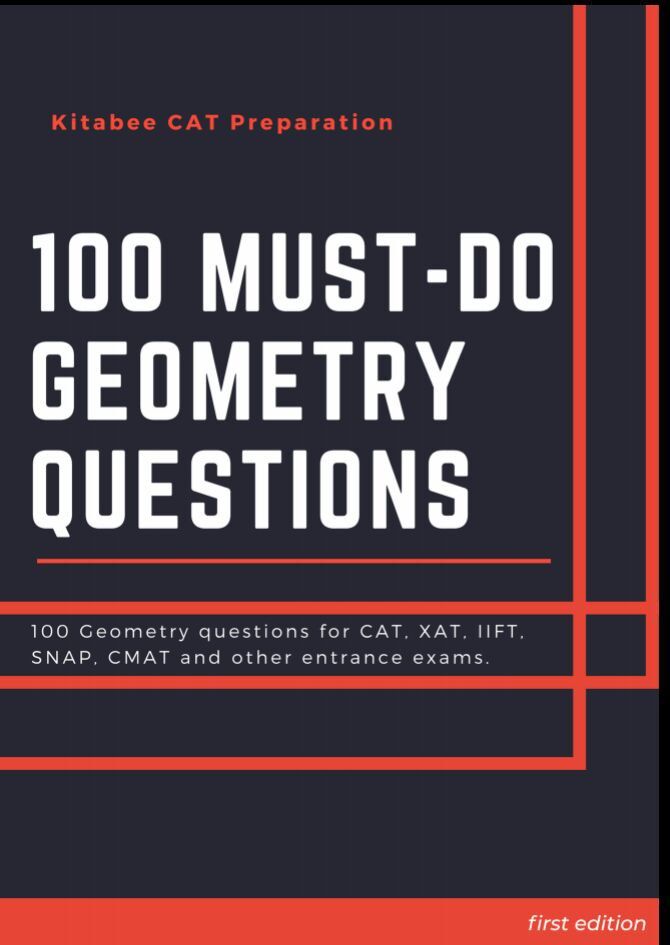 Kitabee CAT Preparation
100 MUST-DO
GEOMETRY
QUESTIONS
100 Geometry questions for CAT, XAT, IIFT,
SNAP, CMAT and other entrance exams.
first edition